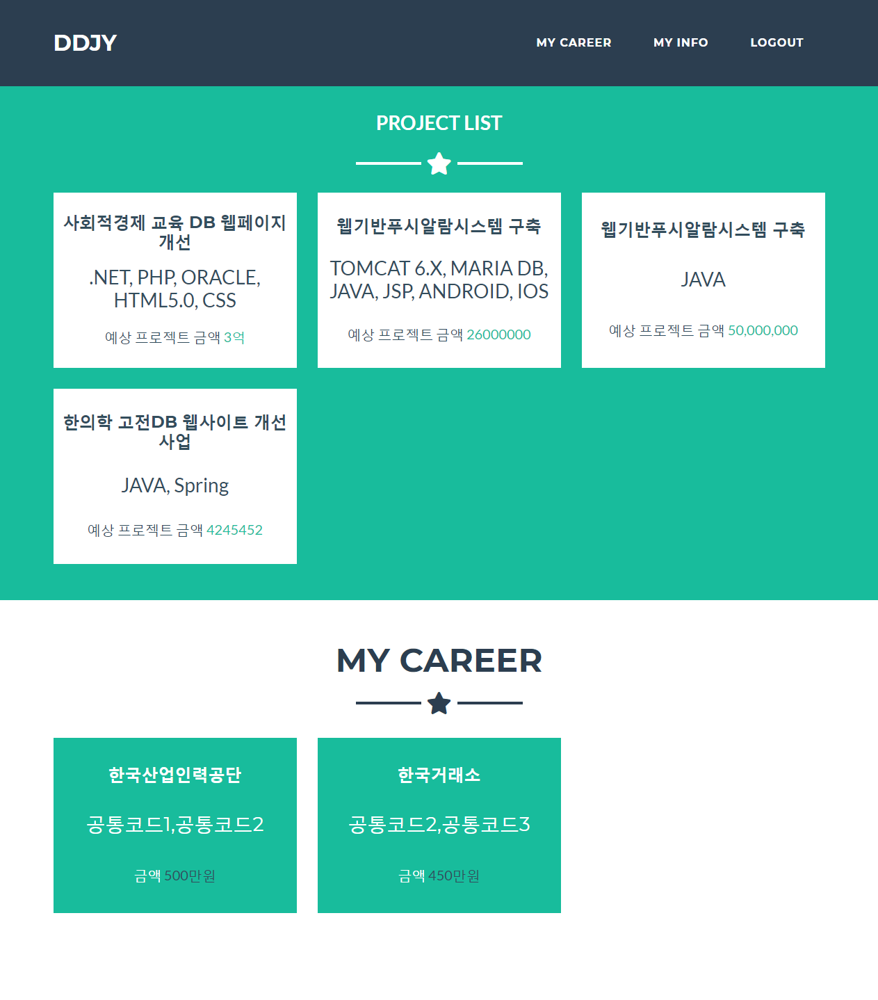 DDJY
MY CAREER
MY INFO
LOGOUT
PROJECT LIST
사회적경제 교육 DB 웹페이지
개선
.NET, PHP, ORACLE,
HTML5.0, CSS
예상 프로젝트 금액 3억
웹기반푸시알람시스템 구축
TOMCAT 6.X, MARIA DB,
JAVA, JSP, ANDROID, IOS
예상 프로젝트 금액 26000000
웹기반푸시알람시스템 구축
JAVA
예상 프로젝트 금액 50,000,000
한의학 고전DB 웹사이트 개선
사업
JAVA, Spring
예상 프로젝트 금액 4245452
MY CAREER
한국산업인력공단
공통코드1,공통코드2
금액 500만원
한국거래소
공통코드2,공통코드3
금액 450만원